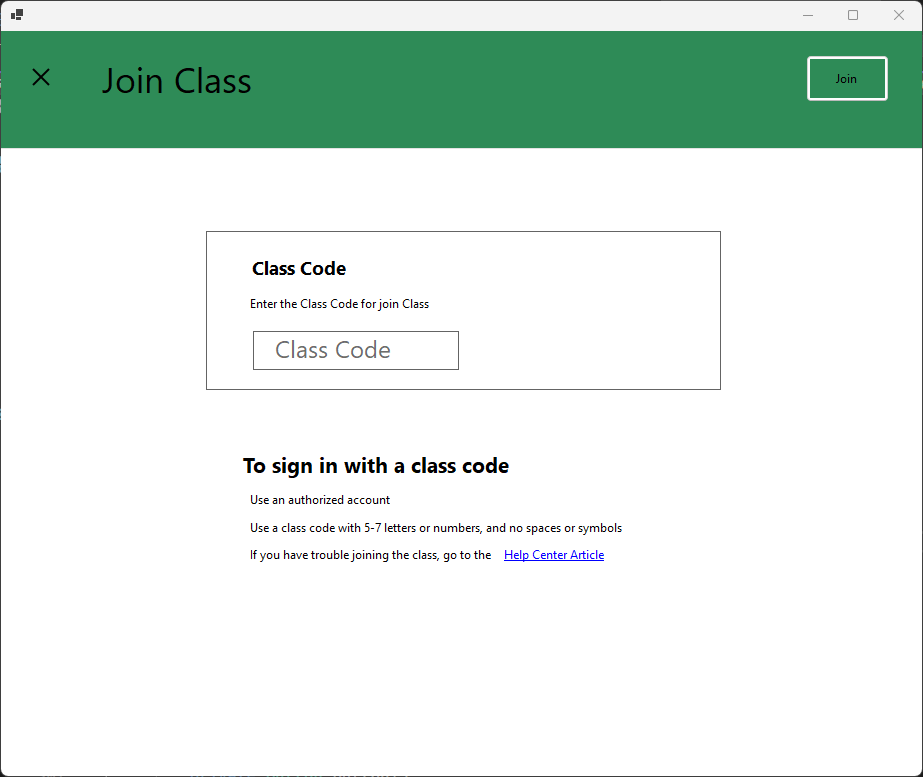 Join Class
Join
Class Code
Enter the Class Code for join Class
Class Code
To sign in with a class code
Use an authorized account
Use a class code with 5-7 letters or numbers, and no spaces or symbols
If you have trouble joining the class, go to the Help Center Article